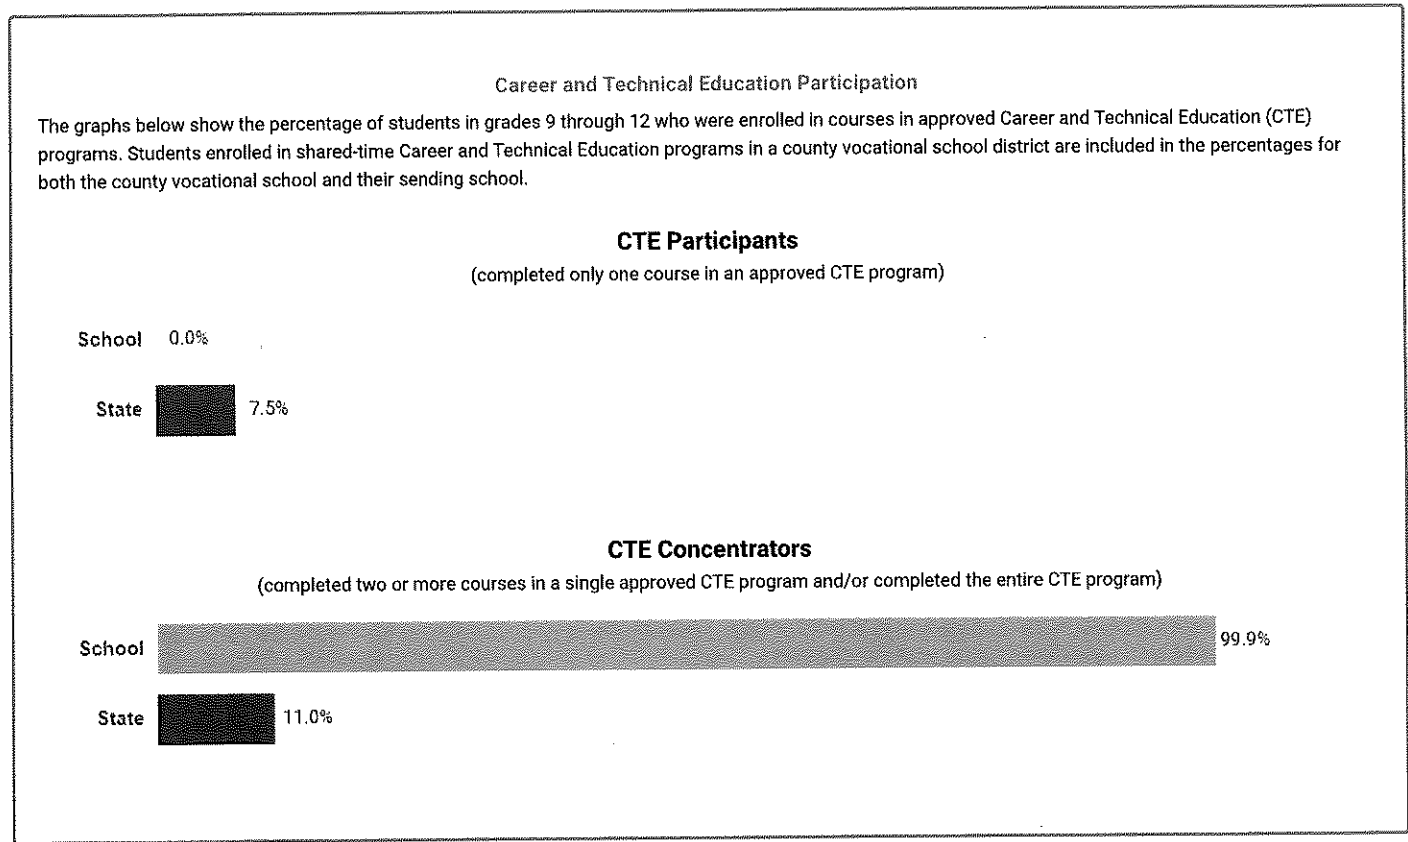 Career and Technical Education Participation
The graphs below show the percentage of students in grades 9 through 12 who were enrolled in courses in approved Career and Technical Education (CTE)
programs. Students enrolled in shared-time Career and Technical Education programs in a county vocational school district are included in the percentages for
both the county vocational school and their sending school.
CTE Participants
(completed only one course in an approved CTE program)
School 0.0%
State 7.5%
CTE Concentrators
(completed two or more courses in a single approved CTE program and/or completed the entire CTE program)
School 99.9%
State 11.0%